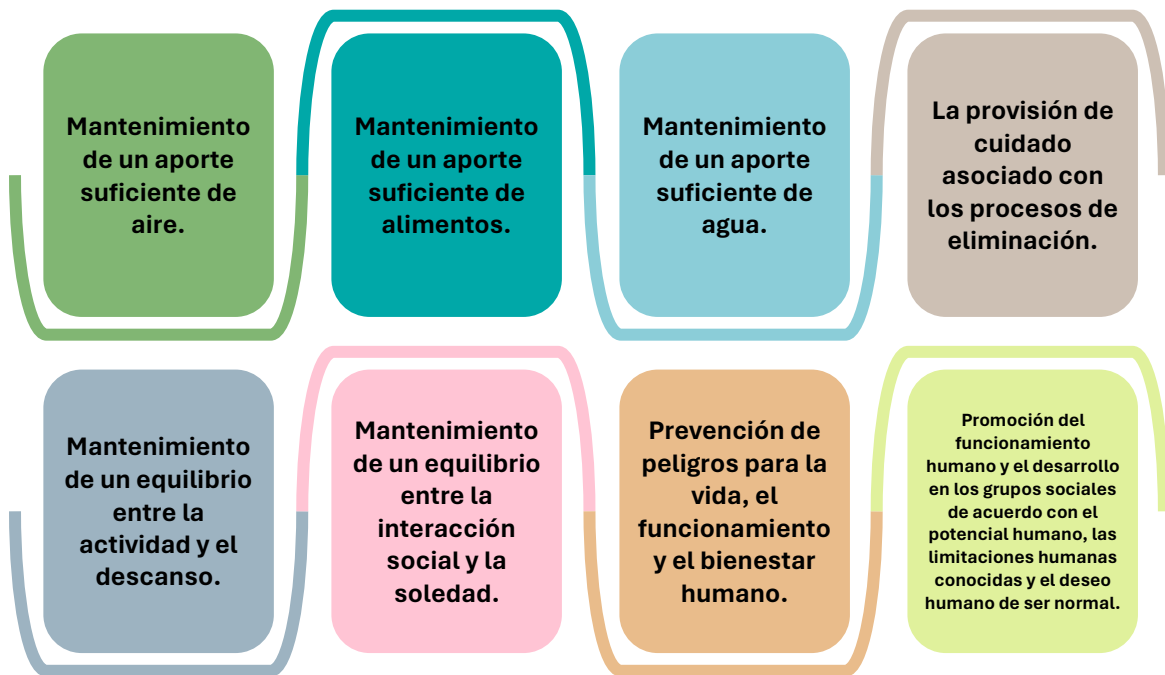 Mantenimiento
de un aporte
suficiente de
aire.
Mantenimiento
de un aporte
suficiente de
alimentos.
Mantenimiento
de un aporte
suficiente de
agua.
La provisión de
cuidado
asociado con
los procesos de
eliminación.
Mantenimiento
de un equilibrio
entre la
actividad y el
descanso.
Mantenimiento
de un equilibrio
entre la
interacción
social y la
soledad.
Prevención de
peligros para la
vida, el
funcionamiento
y el bienestar
humano.
Promoción del
funcionamiento
humano y el desarrollo
en los grupos sociales
de acuerdo con el
potencial humano, las
limitaciones humanas
conocidas y el deseo
humano de ser normal.